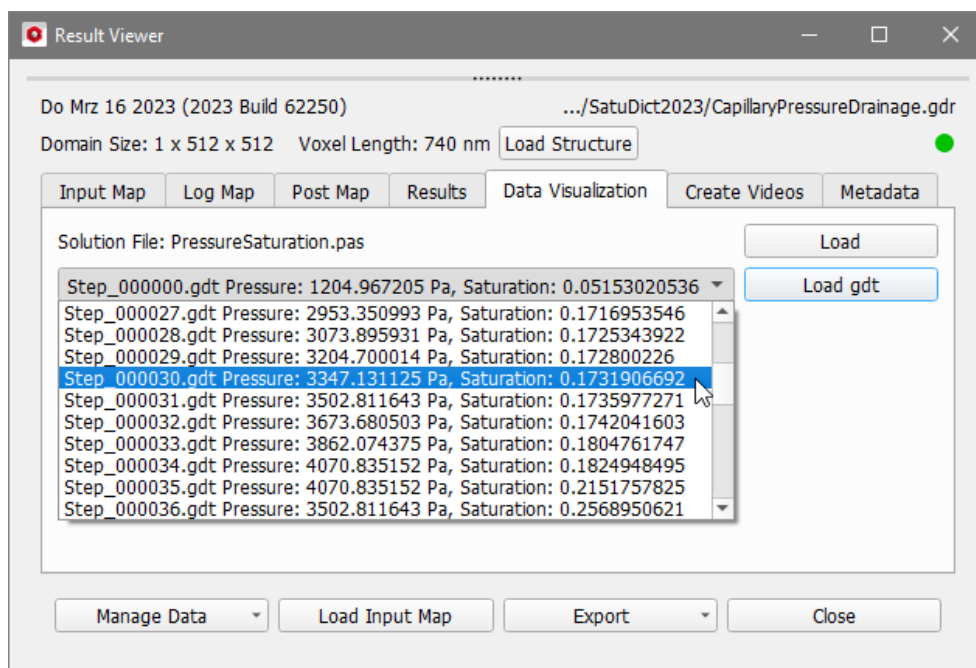 Result Viewer
Do Mrz 16 2023 (2023 Build 62250) .../SatuDict2023/CapillaryPressureDrainage.gdr
Domain Size: 1 x 512 x 512 Voxel Length: 740 nm Load Structure
Input Map Log Map Post Map Results Data Visualization Create Videos Metadata
Solution File: PressureSaturation.pas Load
Step_000000.gdt Pressure: 1204.967205 Pa, Saturation: 0.05153020536 Load gdt
Step_000027.gdt Pressure: 2953.350993 Pa, Saturation: 0.1716953546
Step_000028.gdt Pressure: 3073.895931 Pa, Saturation: 0.1725343922
Step_000029.gdt Pressure: 3204.700014 Pa, Saturation: 0.172800226
Step_000030.gdt Pressure: 3347.131125 Pa, Saturation: 0.1731906692
Step_000031.gdt Pressure: 3502.811643 Pa, Saturation: 0.1735977271
Step_000032.gdt Pressure: 3673.680503 Pa, Saturation: 0.1742041603
Step_000033.gdt Pressure: 3862.074375 Pa, Saturation: 0.1804761747
Step_000034.gdt Pressure: 4070.835152 Pa, Saturation: 0.1824948495
Step_000035.gdt Pressure: 4070.835152 Pa, Saturation: 0.2151757825
Step_000036.gdt Pressure: 3502.811643 Pa, Saturation: 0.2568950621
Manage Data Load Input Map Export Close